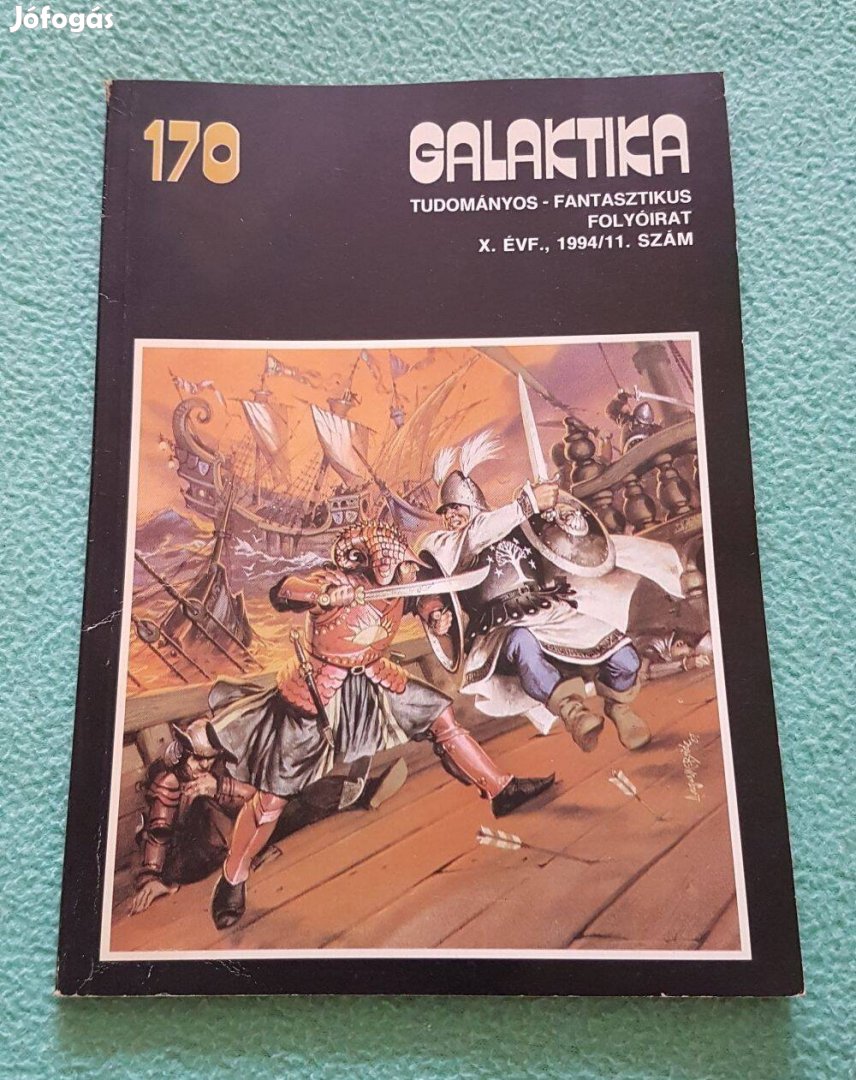 Jófogás
170
GALAKTIKA
TUDOMÁNYOS - FANTASZTIKUS
FOLYÓIRAT
X. ÉVF., 1994/11. SZÁM